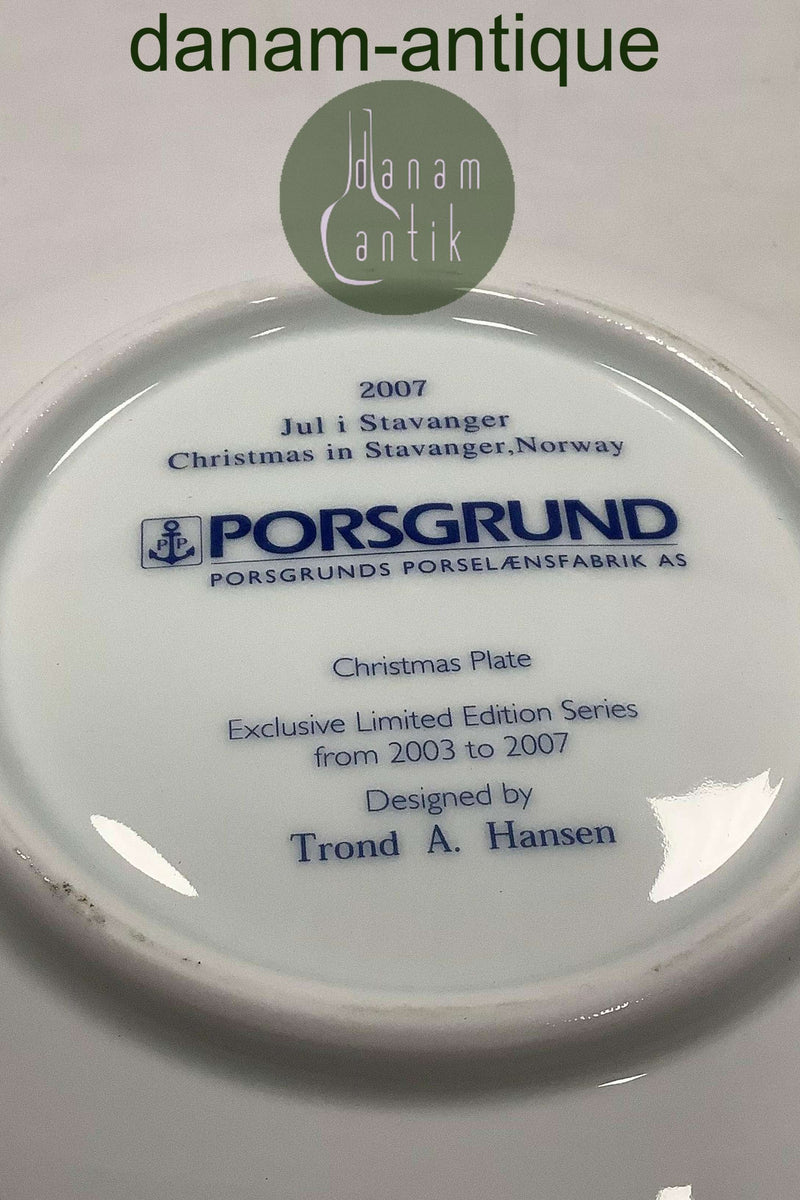 danam-antique
danam
antik
2007
Jul i Stavanger
Christmas in Stavanger,Norway
PP PORSGRUND
PORSGRUNDS PORSELÆNSFABRIK AS
Christmas Plate
Exclusive Limited Edition Series
from 2003 to 2007
Designed by
Trond A. Hansen